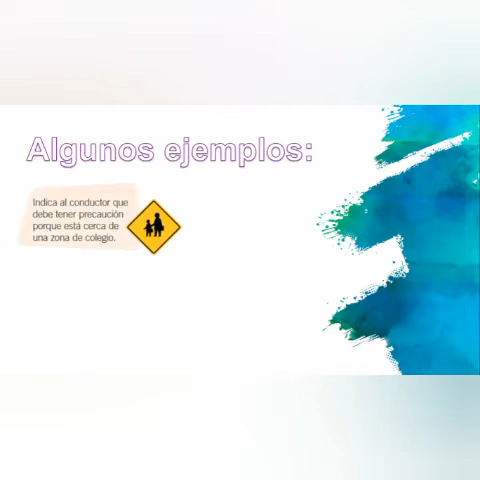 Algunos ejemplos:
Indica al conductor que
debe tener precaución
porque está cerca de
una zona de colegio.